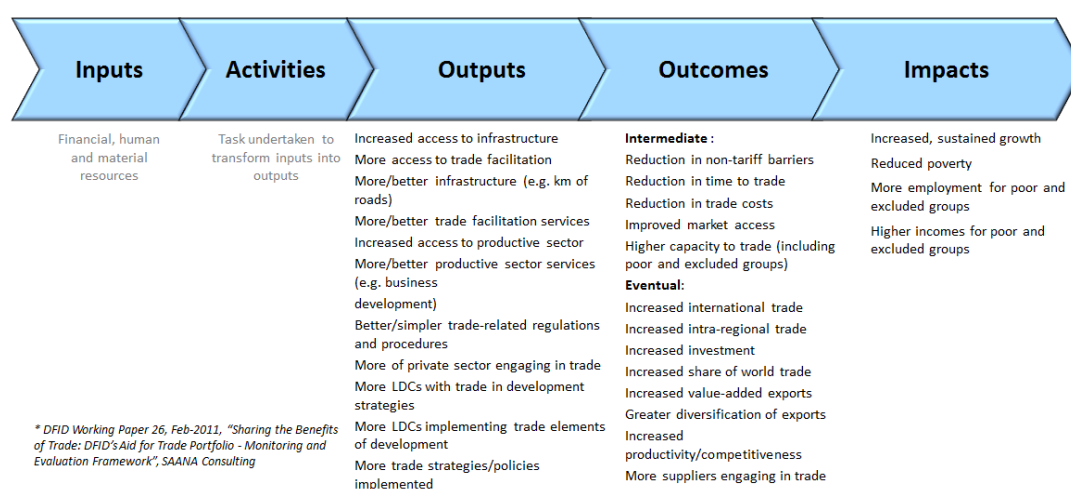 Inputs
Activities
Outputs
Outcomes
Impacts
Financial, human
and material
resources
Task undertaken to
transform inputs into
outputs
Increased access to infrastructure
More access to trade facilitation
More/better infrastructure (e.g. km of
roads)
More/better trade facilitation services
Increased access to productive sector
More/better productive sector services
(e.g. business
development)
Better/simpler trade-related regulations
and procedures
More of private sector engaging in trade
More LDCs with trade in development
strategies
More LDCs implementing trade elements
of development
More trade strategies/policies
implemented
Intermediate :
Reduction in non-tariff barriers
Reduction in time to trade
Reduction in trade costs
Improved market access
Higher capacity to trade (including
poor and excluded groups)
Eventual:
Increased international trade
Increased intra-regional trade
Increased investment
Increased share of world trade
Increased value-added exports
Greater diversification of exports
Increased
productivity/competitiveness
More suppliers engaging in trade
Increased, sustained growth
Reduced poverty
More employment for poor and
excluded groups
Higher incomes for poor and
excluded groups
* DFID Working Paper 26, Feb-2011, “Sharing the Benefits
of Trade: DFID’s Aid for Trade Portfolio - Monitoring and
Evaluation Framework”, SAANA Consulting